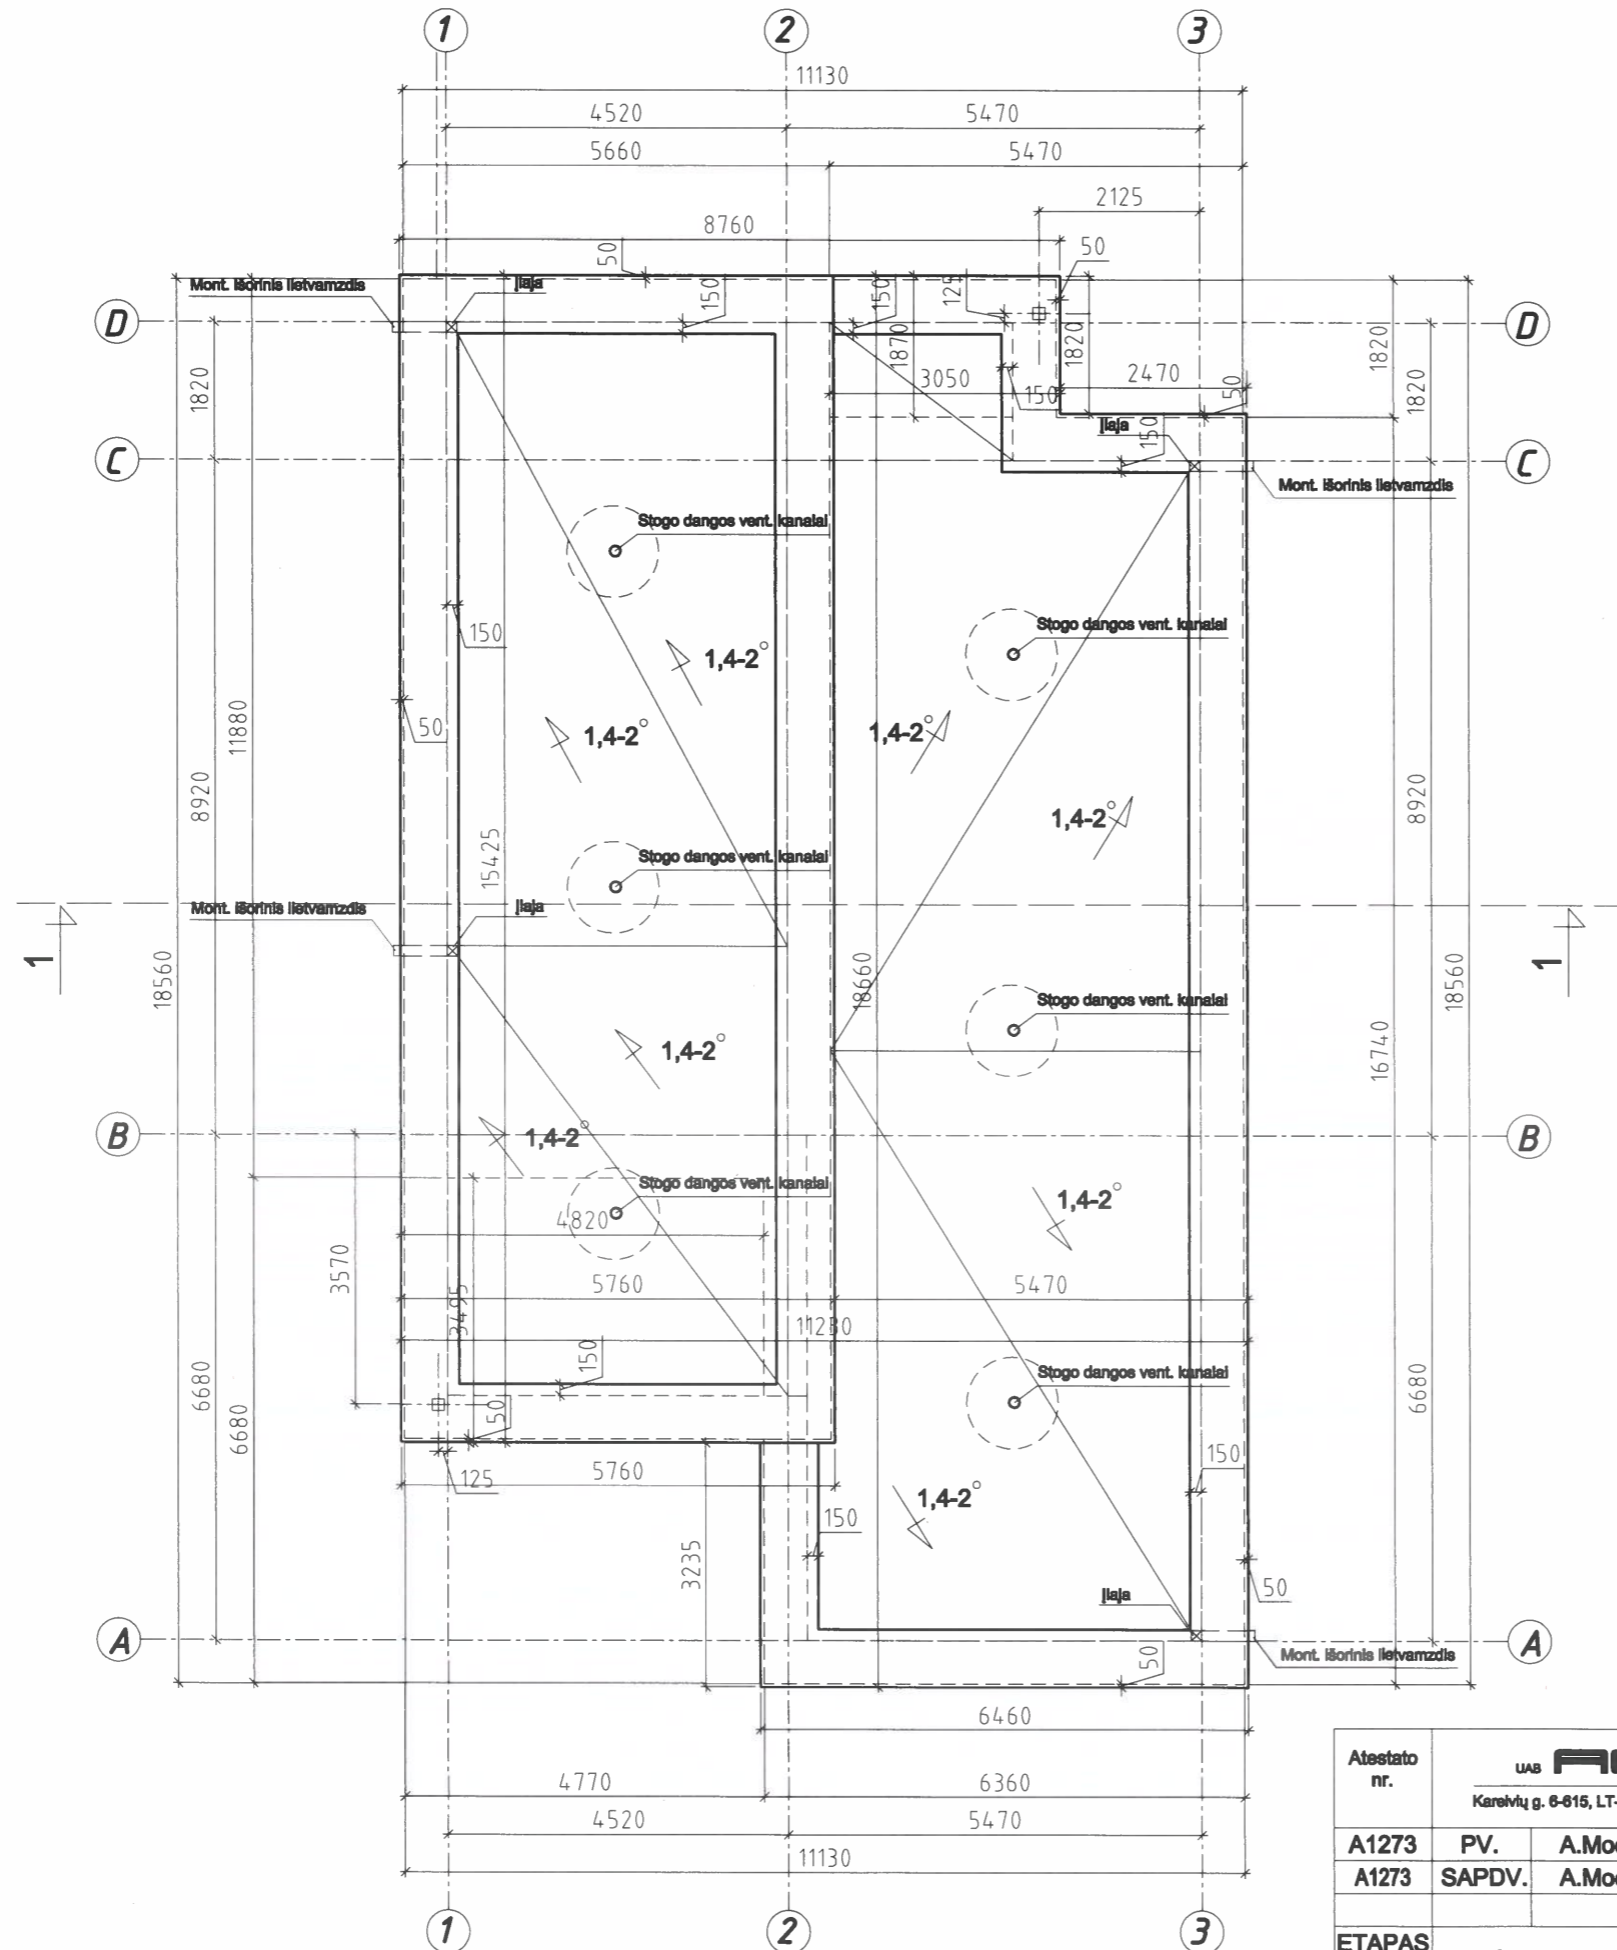 1
2
3
11130
4520
5470
5660
5470
2125
8760
50
50
Mont. išorinis lietvamzdis
Įlaja
150
150
125
D
D
1820
1870
1820
1820
1820
3050
150
2470
50
Įlaja
150
C
C
Mont. išorinis lietvamzdis
Stogo dangos vent. kanalai
Stogo dangos vent. kanalai
150
1,4-2°
50
1,4-2°
1,4-2°
11880
8920
8920
1,4-2°
15425
Stogo dangos vent. kanalai
Mont. išorinis lietvamzdis
Įlaja
1
1
18560
18660
18560
Stogo dangos vent. kanalai
1,4-2°
16740
B
1,4-2°
B
Stogo dangos vent. kanalai
1,4-2°
4820
3570
5760
5470
3495
11230
150
Stogo dangos vent. kanalai
6680
6680
6680
50
125
5760
150
1,4-2°
150
3235
50
Įlaja
A
A
50
Mont. išorinis lietvamzdis
6460
4770
6360
4520
5470
11130
1
2
3
Atestato
nr.
UAB
Kareivių g. 6-615, LT-
A1273 PV. A.Mo
A1273 SAPDV. A.Mo
ETAPAS